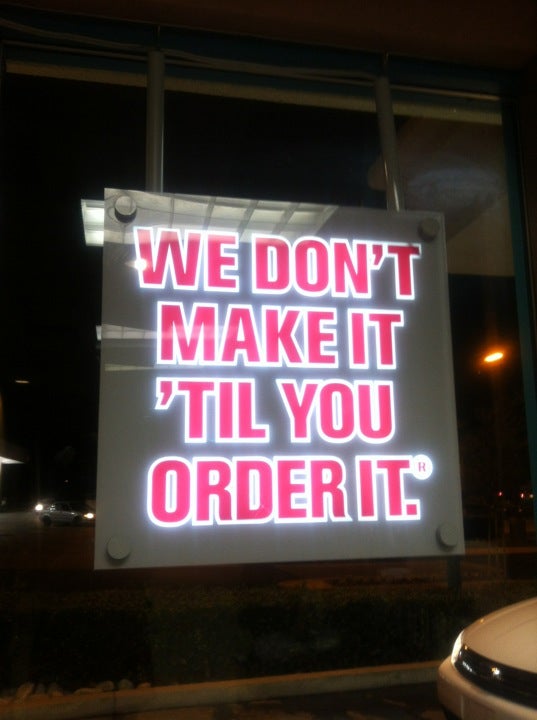 WE DON'T
MAKE IT
'TIL YOU
ORDER IT.®